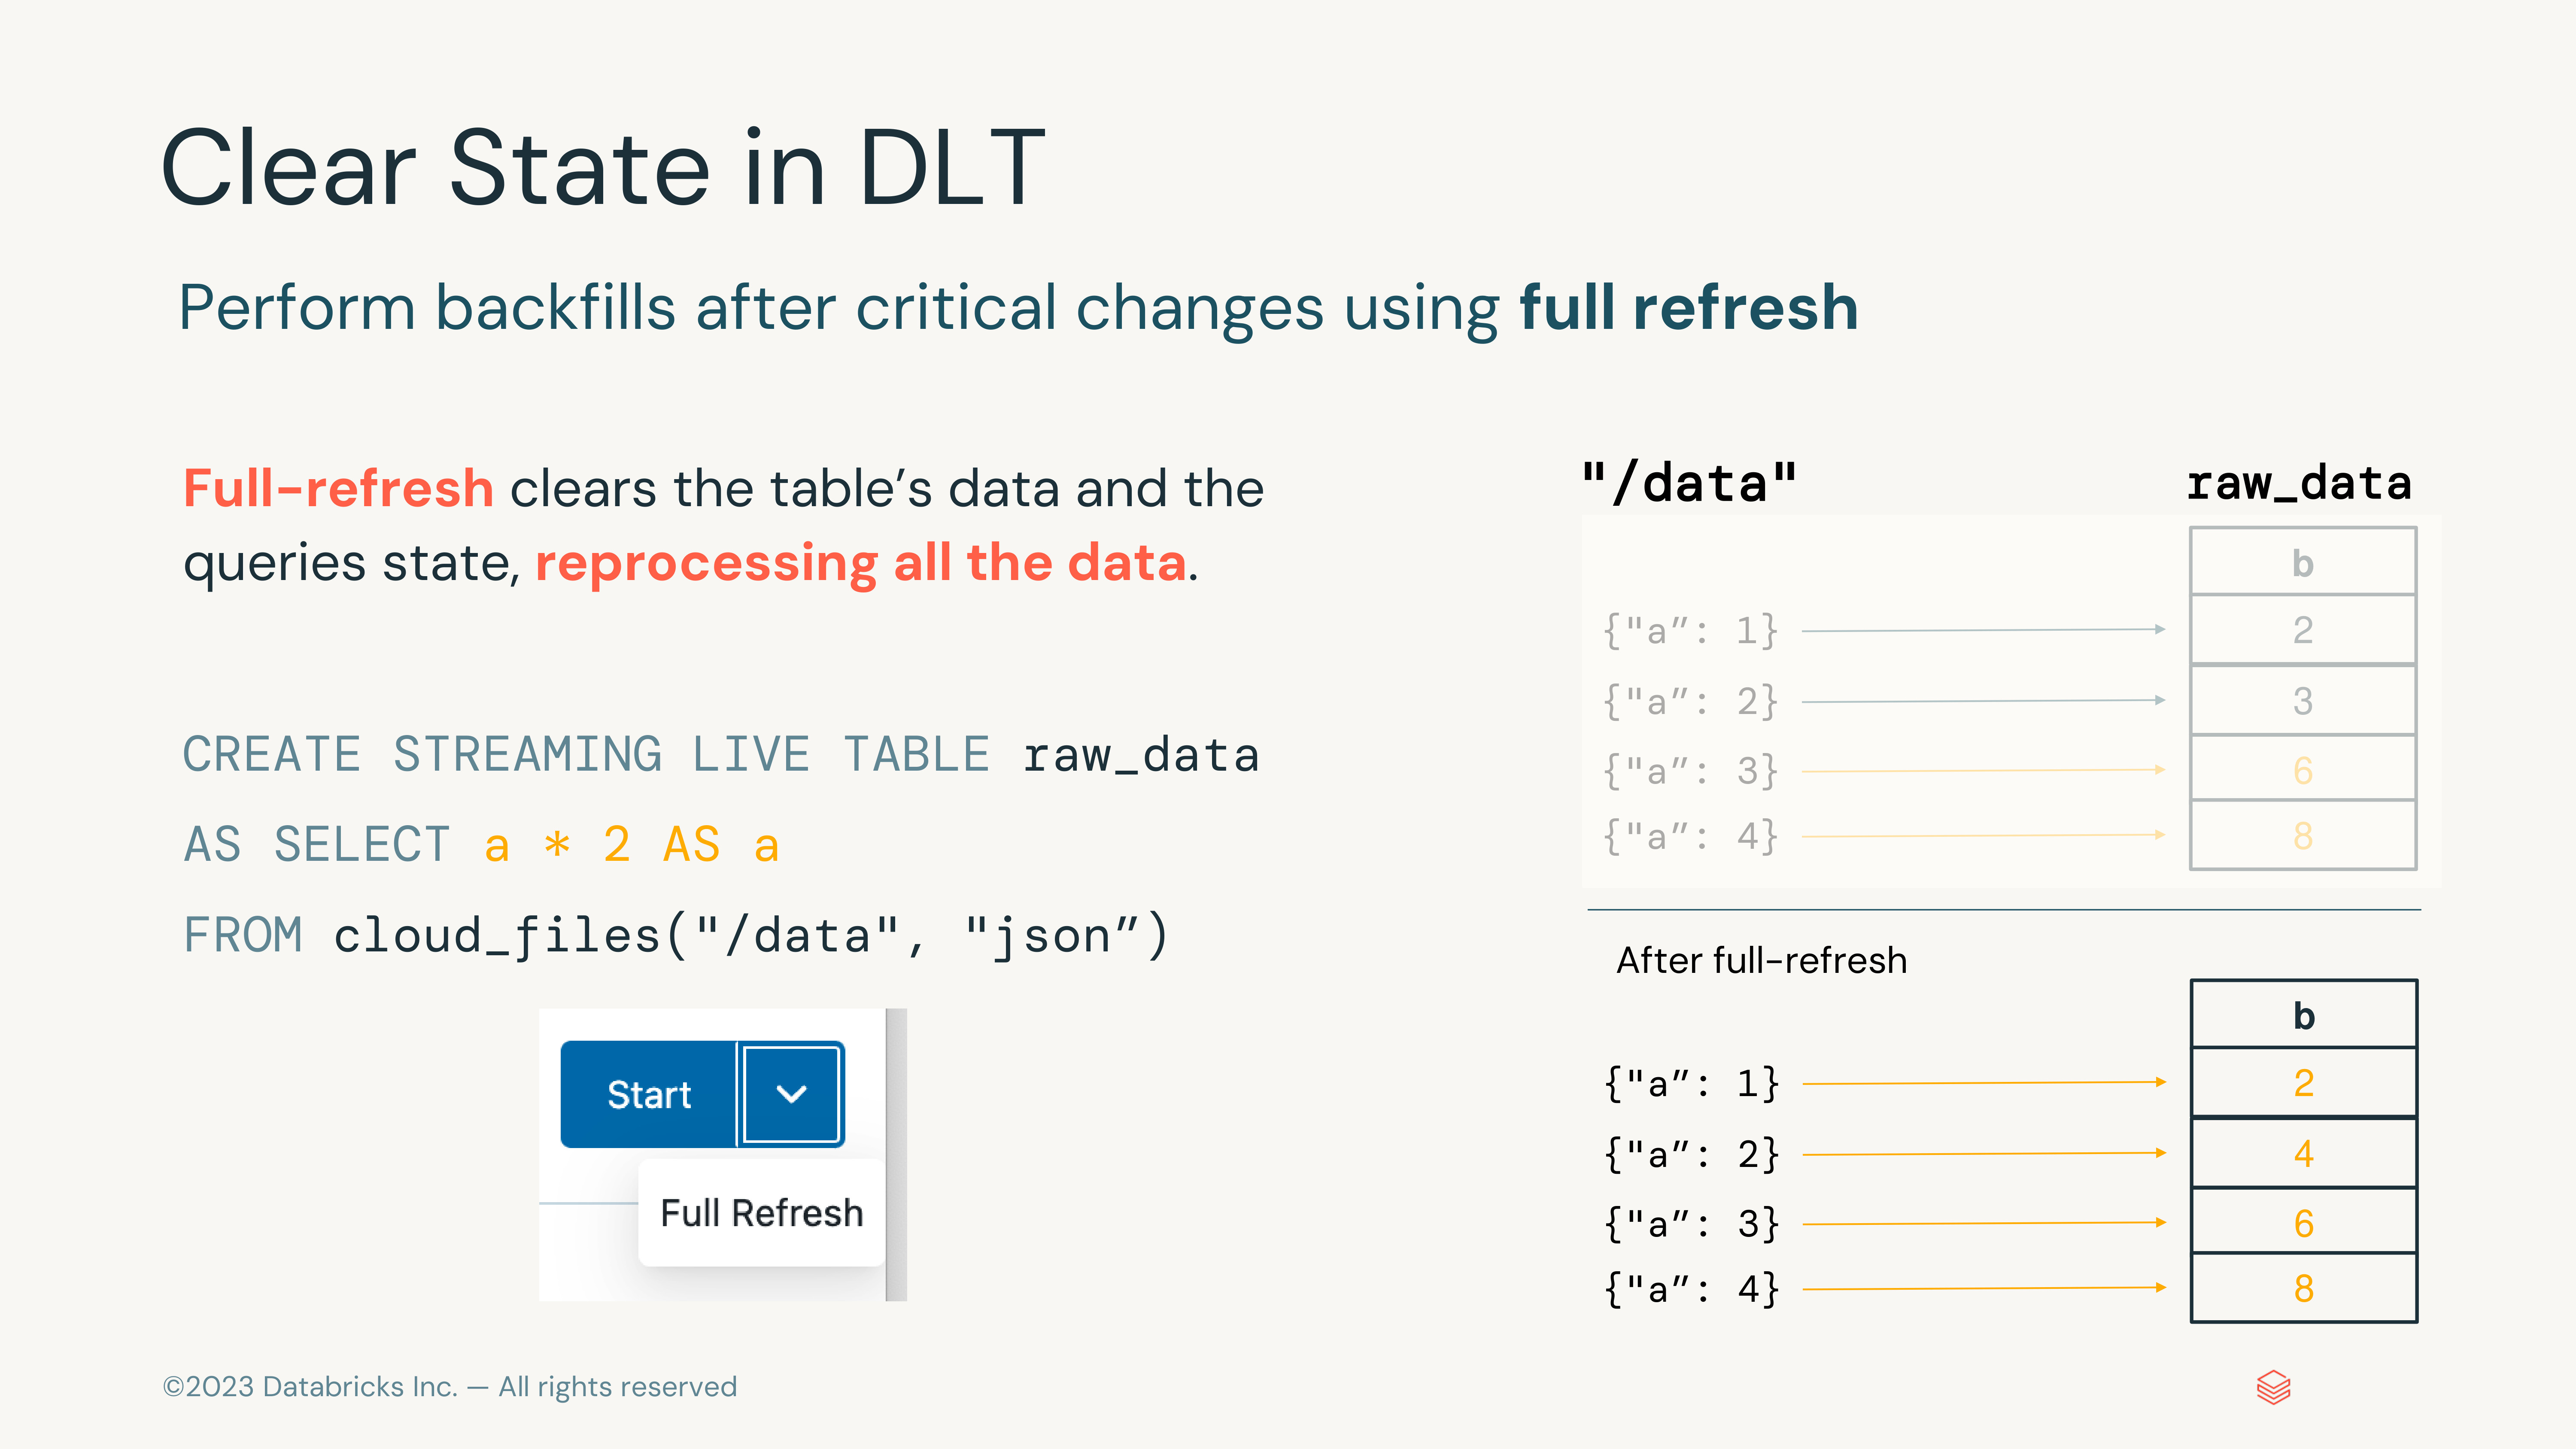 Clear State in DLT
Perform backfills after critical changes using full refresh
Full-refresh clears the table’s data and the
queries state, reprocessing all the data.
CREATE STREAMING LIVE TABLE raw_data
AS SELECT a * 2 AS a
FROM cloud_files("/data", "json”)
Start
Full Refresh
"/data" raw_data
b
{"a”: 1} 2
{"a”: 2} 3
{"a”: 3} 6
{"a”: 4} 8
After full-refresh
b
{"a”: 1} 2
{"a”: 2} 4
{"a”: 3} 6
{"a”: 4} 8
©2023 Databricks Inc. — All rights reserved